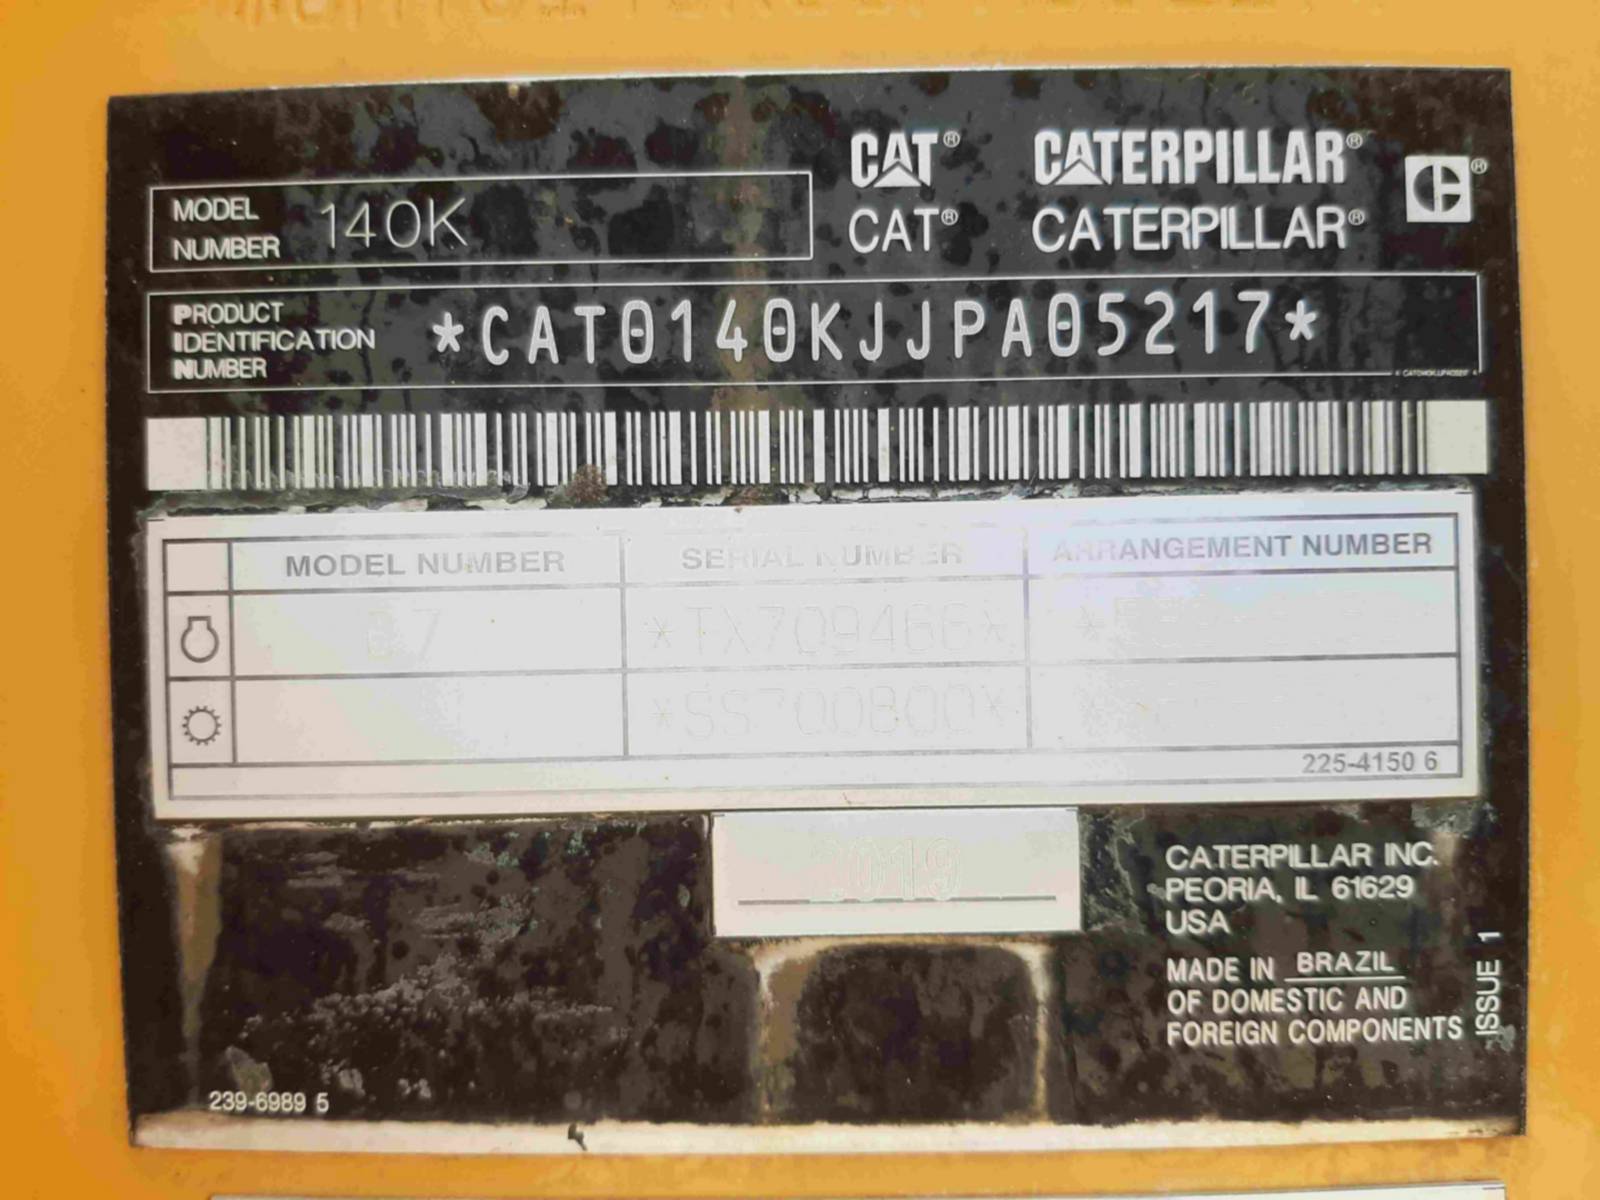 CAT® CATERPILLAR®
MODEL NUMBER 140K
CAT® CATERPILLAR®
PRODUCT IDENTIFICATION NUMBER *CAT0140KJJPA05217*
MODEL NUMBER SERIAL NUMBER ARRANGEMENT NUMBER
*TX709466*
225-4150 6
2019
CATERPILLAR INC.
PEORIA, IL 61629
USA
MADE IN BRAZIL
OF DOMESTIC AND
FOREIGN COMPONENTS
ISSUE 1
239-6989 5